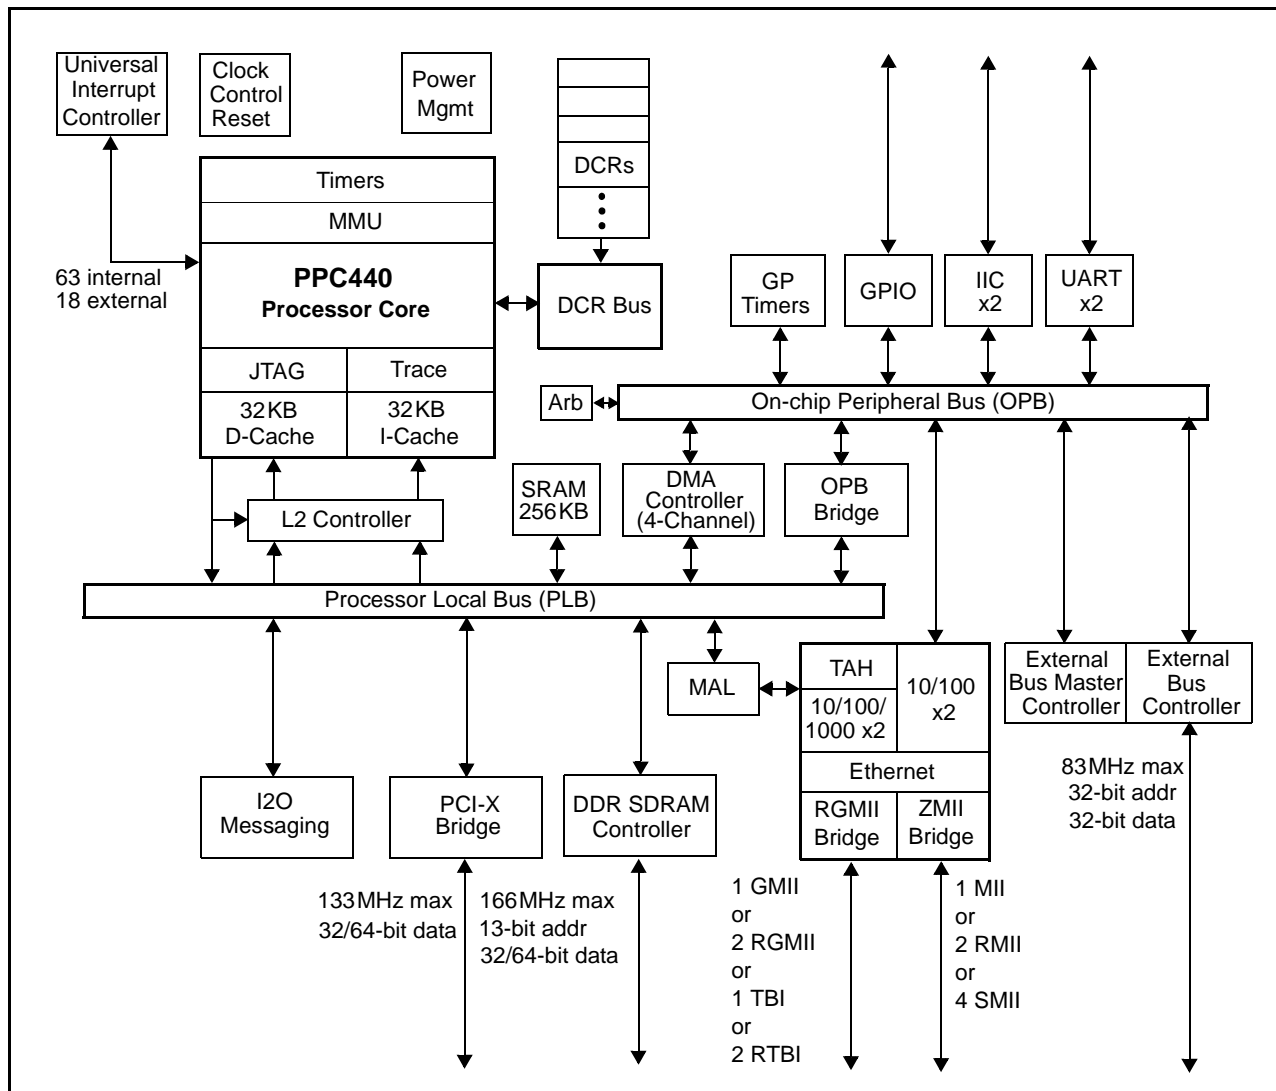 Universal
Interrupt
Controller
Clock
Control
Reset
Power
Mgmt
DCRs
Timers
MMU
PPC440
Processor Core
63 internal
18 external
DCR Bus
GP
Timers
GPIO
IIC
x2
UART
x2
JTAG
Trace
32KB
D-Cache
32KB
I-Cache
Arb
On-chip Peripheral Bus (OPB)
L2 Controller
SRAM
256KB
DMA
Controller
(4-Channel)
OPB
Bridge
Processor Local Bus (PLB)
MAL
TAH
10/100/
1000 x2
10/100
x2
Ethernet
RGMII
Bridge
ZMII
Bridge
External
Bus Master
Controller
External
Bus
Controller
I2O
Messaging
PCI-X
Bridge
DDR SDRAM
Controller
83MHz max
32-bit addr
32-bit data
133MHz max
32/64-bit data
166MHz max
13-bit addr
32/64-bit data
1 GMII
or
2 RGMII
or
1 TBI
or
2 RTBI
1 MII
or
2 RMII
or
4 SMII